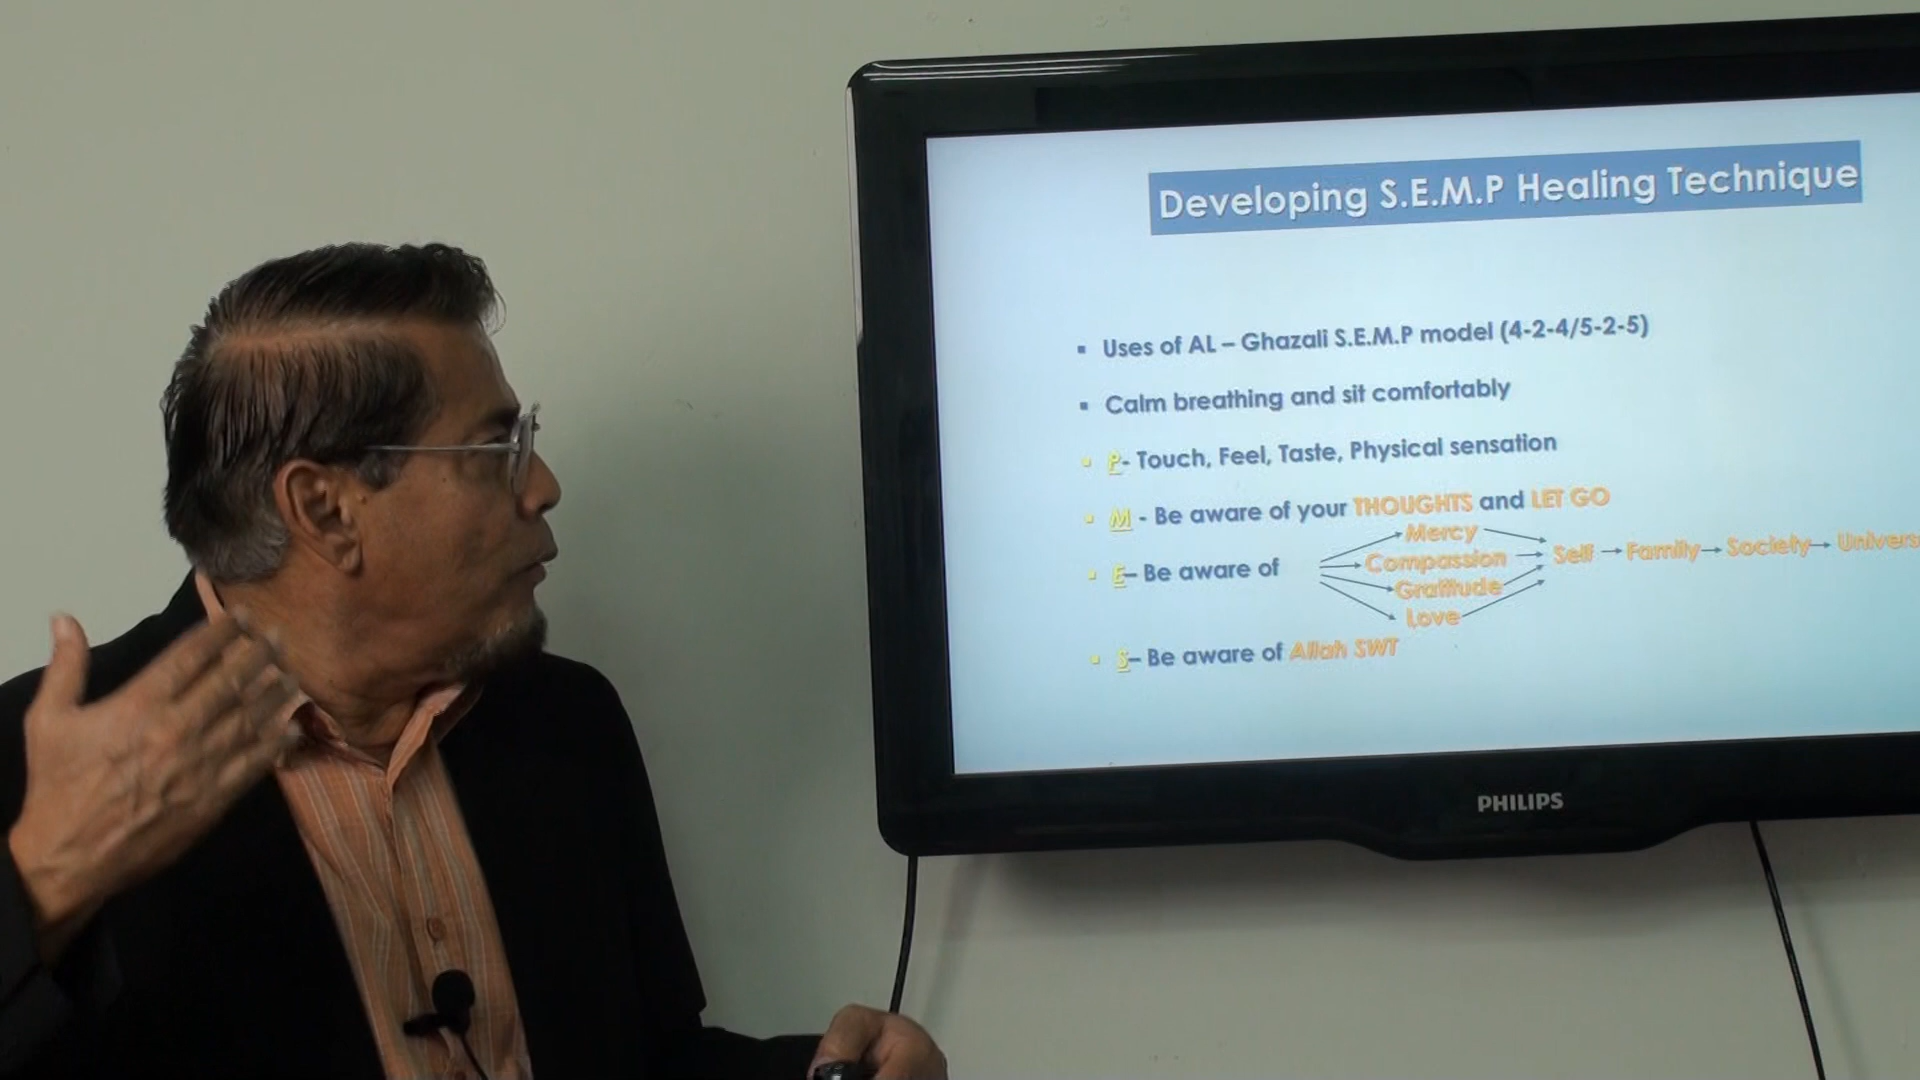 Developing S.E.M.P Healing Technique
▪ Uses of AL – Ghazali S.E.M.P model (4-2-4/5-2-5)
▪ Calm breathing and sit comfortably
▪ P- Touch, Feel, Taste, Physical sensation
▪ M - Be aware of your THOUGHTS and LET GO
▪ E– Be aware of
Mercy
Compassion
Gratitude
Love
Self → Family → Society →
▪ S– Be aware of Allah SWT
PHILIPS